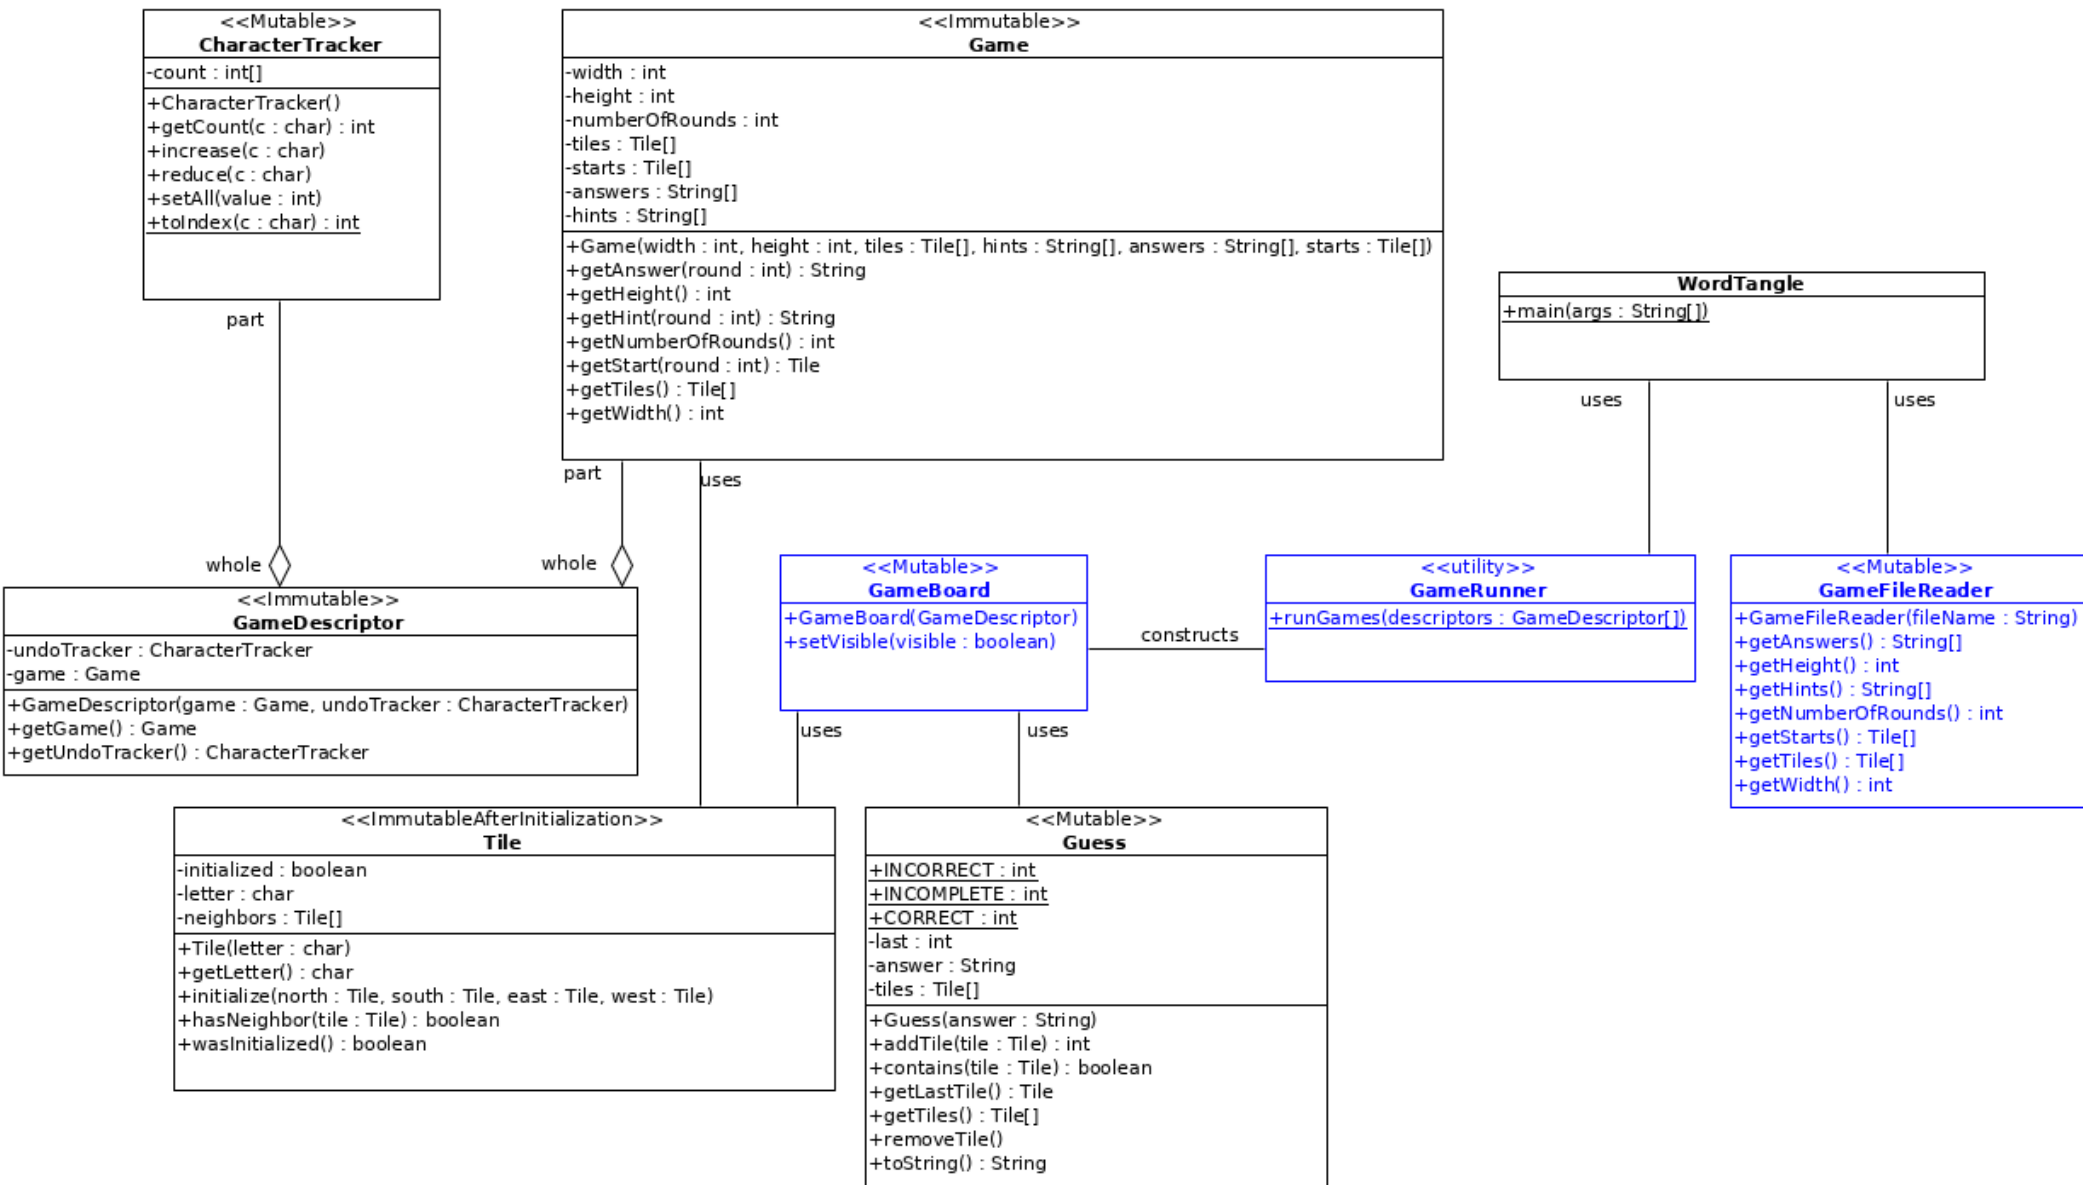 <<Mutable>>
CharacterTracker
-count : int[]
+CharacterTracker()
+getCount(c : char) : int
+increase(c : char)
+reduce(c : char)
+setAll(value : int)
+toIndex(c : char) : int
part
whole
<<Immutable>>
Game
-width : int
-height : int
-numberOfRounds : int
-tiles : Tile[]
-starts : Tile[]
-answers : String[]
-hints : String[]
+Game(width : int, height : int, tiles : Tile[], hints : String[], answers : String[], starts : Tile[])
+getAnswer(round : int) : String
+getHeight() : int
+getHint(round : int) : String
+getNumberOfRounds() : int
+getStart(round : int) : Tile
+getTiles() : Tile[]
+getWidth() : int
part
uses
whole
WordTangle
+main(args : String[])
uses
uses
<<Immutable>>
GameDescriptor
-undoTracker : CharacterTracker
-game : Game
+GameDescriptor(game : Game, undoTracker : CharacterTracker)
+getGame() : Game
+getUndoTracker() : CharacterTracker
<<Mutable>>
GameBoard
+GameBoard(GameDescriptor)
+setVisible(visible : boolean)
constructs
uses
uses
<<utility>>
GameRunner
+runGames(descriptors : GameDescriptor[])
<<Mutable>>
GameFileReader
+GameFileReader(fileName : String)
+getAnswers() : String[]
+getHeight() : int
+getHints() : String[]
+getNumberOfRounds() : int
+getStarts() : Tile[]
+getTiles() : Tile[]
+getWidth() : int
<<ImmutableAfterInitialization>>
Tile
-initialized : boolean
-letter : char
-neighbors : Tile[]
+Tile(letter : char)
+getLetter() : char
+initialize(north : Tile, south : Tile, east : Tile, west : Tile)
+hasNeighbor(tile : Tile) : boolean
+wasInitialized() : boolean
<<Mutable>>
Guess
+INCORRECT : int
+INCOMPLETE : int
+CORRECT : int
-last : int
-answer : String
-tiles : Tile[]
+Guess(answer : String)
+addTile(tile : Tile) : int
+contains(tile : Tile) : boolean
+getLastTile() : Tile
+getTiles() : Tile[]
+removeTile()
+toString() : String